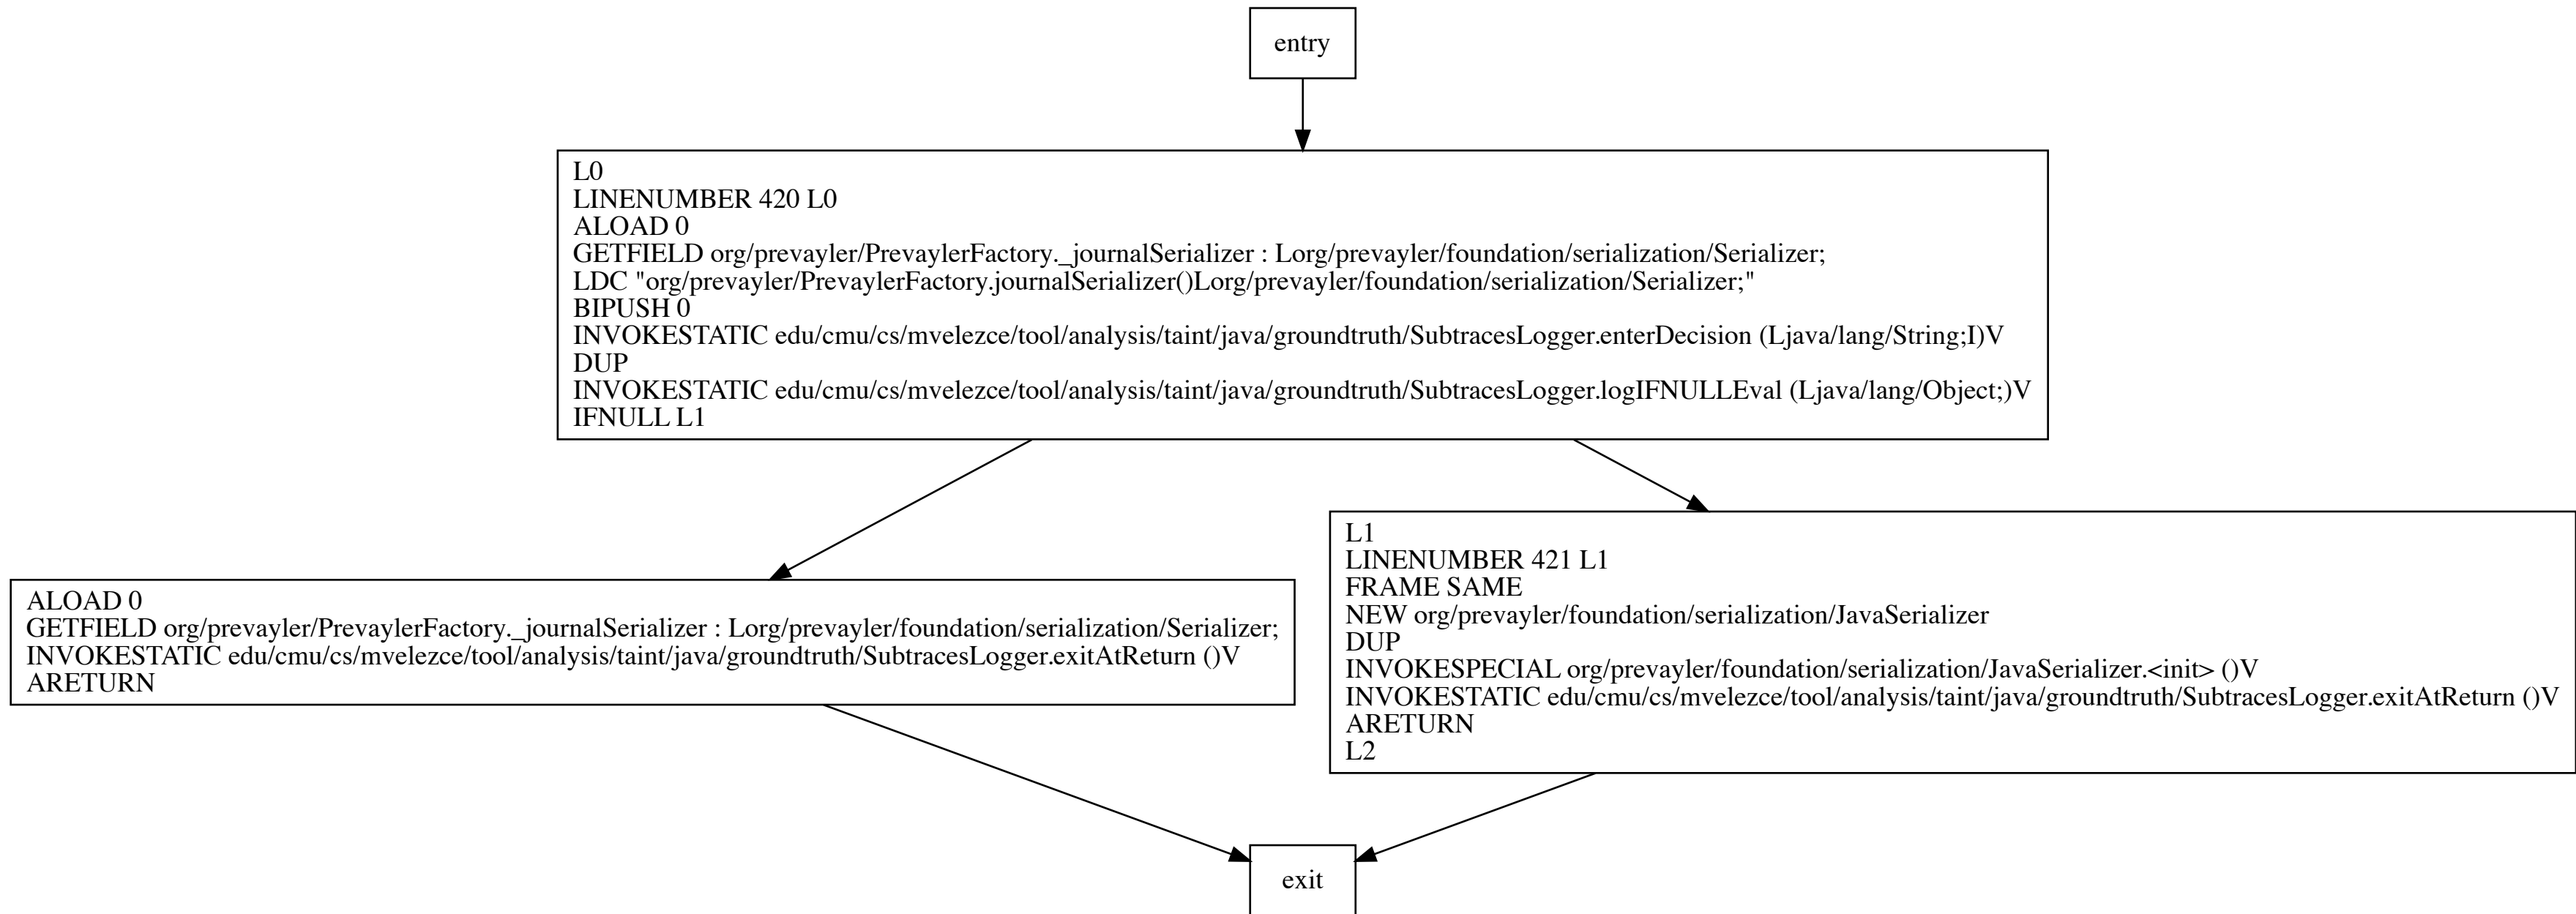 entry
L0
LINENUMBER 420 L0
ALOAD 0
GETFIELD org/prevayler/PrevaylerFactory._journalSerializer : Lorg/prevayler/foundation/serialization/Serializer;
LDC "org/prevayler/PrevaylerFactory.journalSerializer()Lorg/prevayler/foundation/serialization/Serializer;"
BIPUSH 0
INVOKESTATIC edu/cmu/cs/mvelezce/tool/analysis/taint/java/groundtruth/SubtracesLogger.enterDecision (Ljava/lang/String;I)V
DUP
INVOKESTATIC edu/cmu/cs/mvelezce/tool/analysis/taint/java/groundtruth/SubtracesLogger.logIFNULLEval (Ljava/lang/Object;)V
IFNULL L1
ALOAD 0
GETFIELD org/prevayler/PrevaylerFactory._journalSerializer : Lorg/prevayler/foundation/serialization/Serializer;
INVOKESTATIC edu/cmu/cs/mvelezce/tool/analysis/taint/java/groundtruth/SubtracesLogger.exitAtReturn ()V
ARETURN
L1
LINENUMBER 421 L1
FRAME SAME
NEW org/prevayler/foundation/serialization/JavaSerializer
DUP
INVOKESPECIAL org/prevayler/foundation/serialization/JavaSerializer.<init> ()V
INVOKESTATIC edu/cmu/cs/mvelezce/tool/analysis/taint/java/groundtruth/SubtracesLogger.exitAtReturn ()V
ARETURN
L2
exit